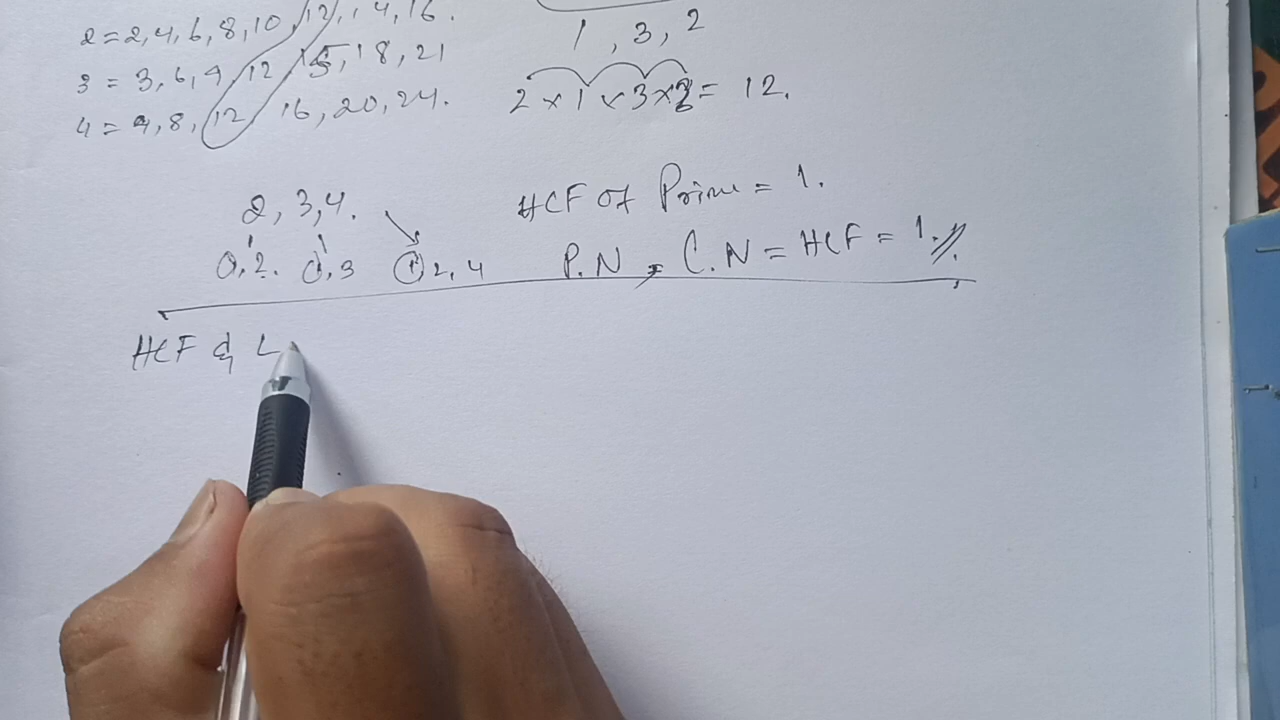 2 = 2, 4, 6, 8, 10, 12, 14, 16.
3 = 3, 6, 9, 12 15, 18, 21
4 = 4, 8, 12 16, 20, 24.
1, 3, 2
2 × 1 × 3 × 2 = 12.
2, 3, 4.
1, 2. 1, 3 1 2, 4
HCF of Prime = 1.
P.N , C.N = HCF = 1.//.
HCF & L